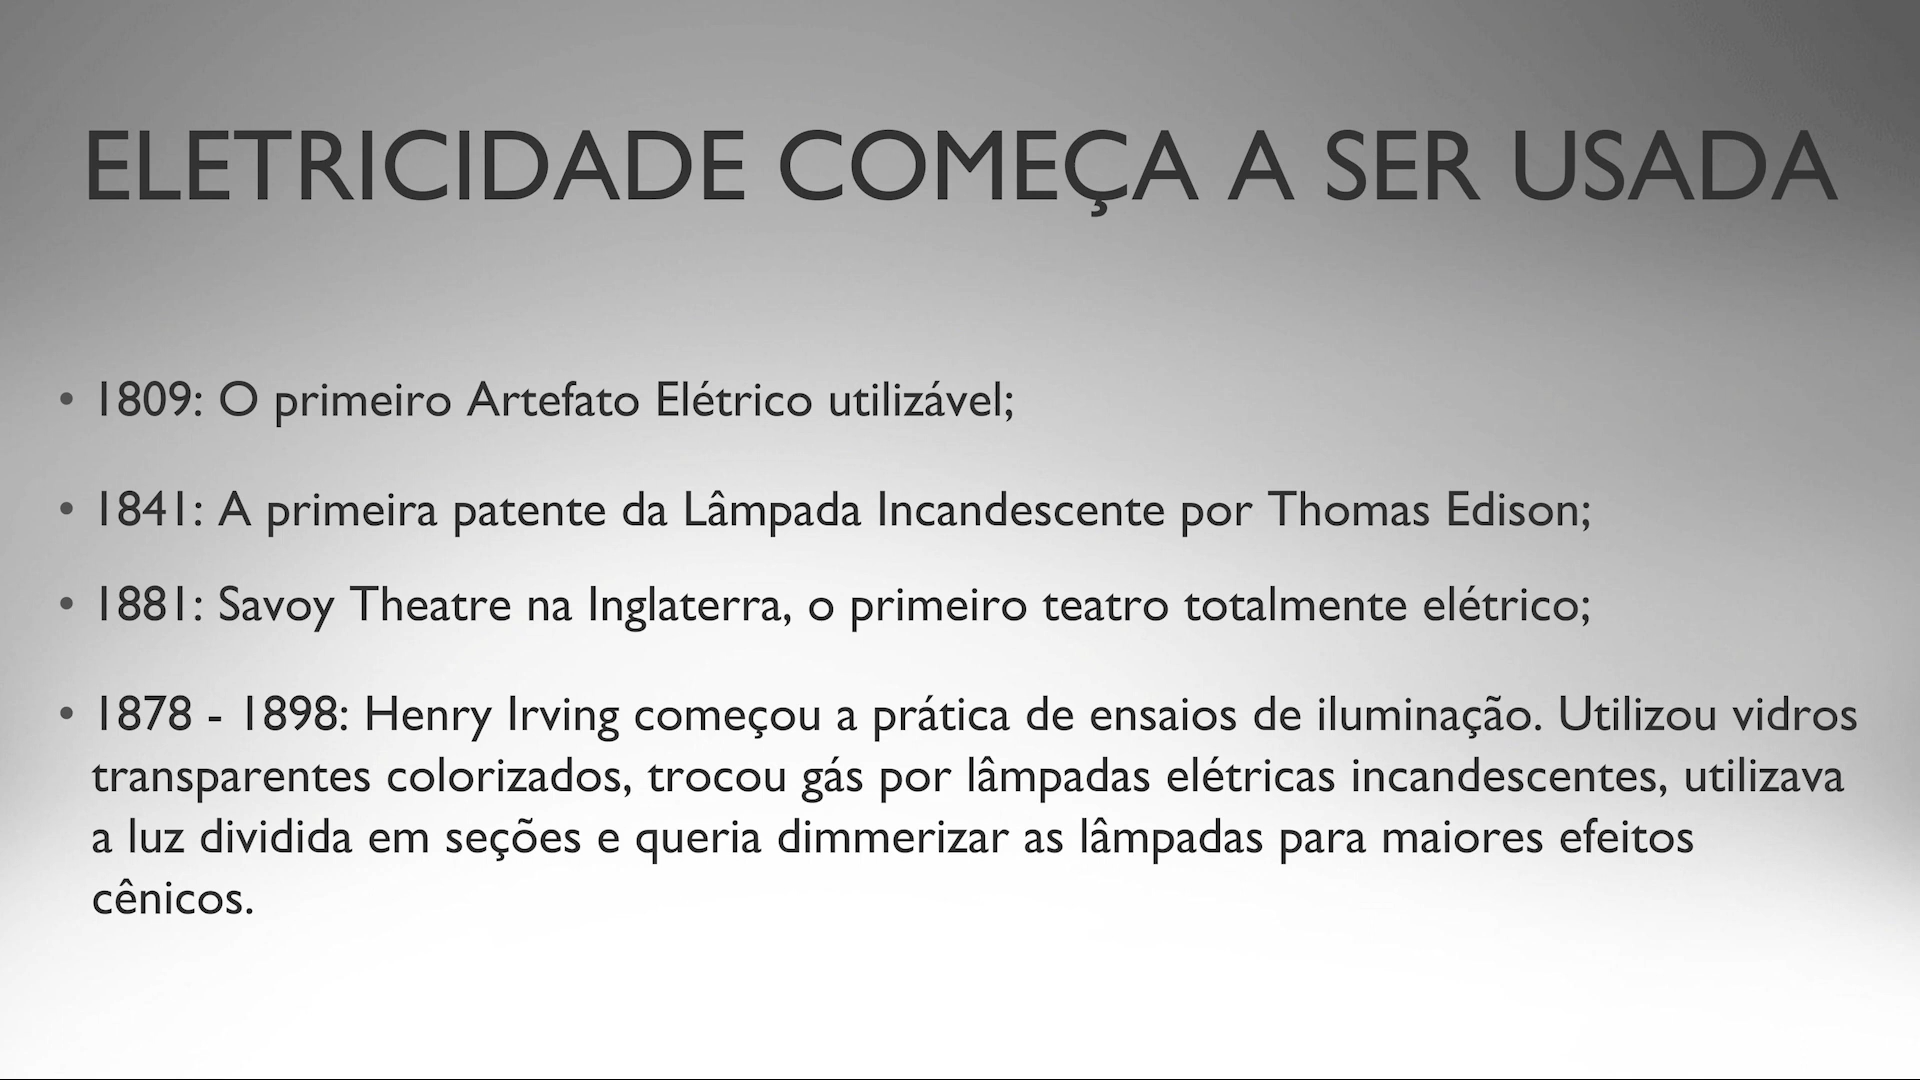 ELETRICIDADE COMEÇA A SER USADA
• 1809: O primeiro Artefato Elétrico utilizável;
• 1841: A primeira patente da Lâmpada Incandescente por Thomas Edison;
• 1881: Savoy Theatre na Inglaterra, o primeiro teatro totalmente elétrico;
• 1878 - 1898: Henry Irving começou a prática de ensaios de iluminação. Utilizou vidros
transparentes colorizados, trocou gás por lâmpadas elétricas incandescentes, utilizava
a luz dividida em seções e queria dimmerizar as lâmpadas para maiores efeitos
cênicos.